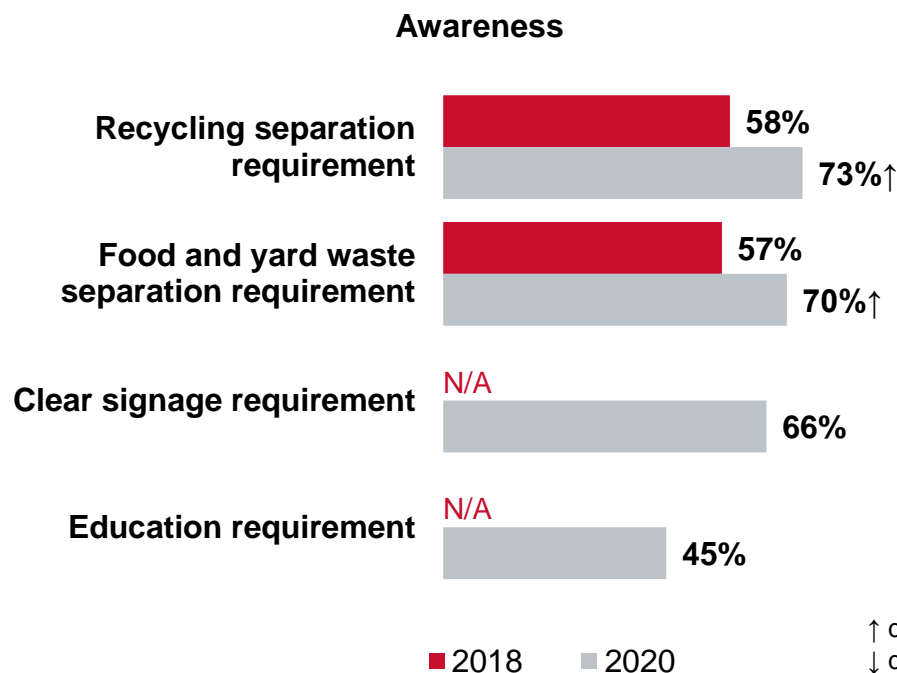 Awareness
Recycling separation
requirement
58%
73%↑
Food and yard waste
separation requirement
57%
70%↑
Clear signage requirement
N/A
66%
Education requirement
N/A
45%
2018
2020
↑
↓